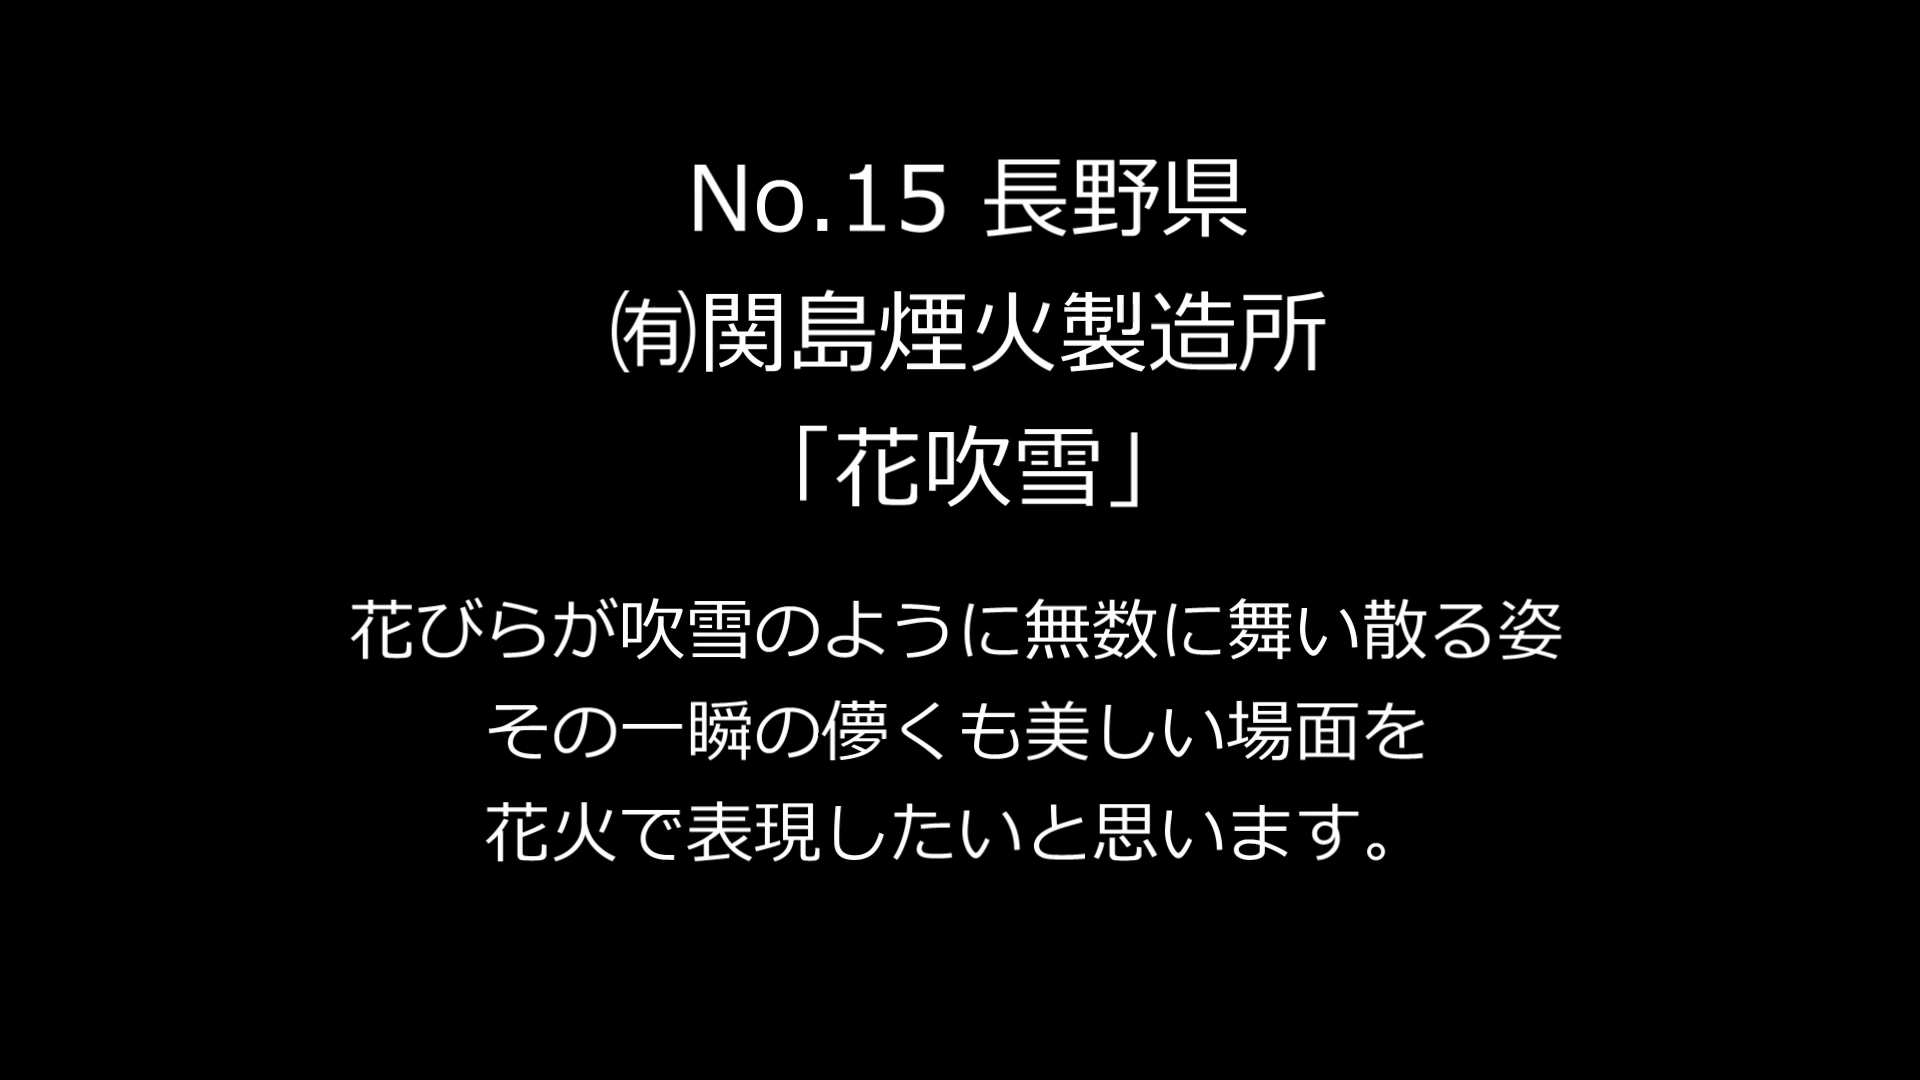 No.15 長野県
㈲関島煙火製造所
「花吹雪」
花びらが吹雪のように無数に舞い散る姿
その一瞬の儚くも美しい場面を
花火で表現したいと思います。